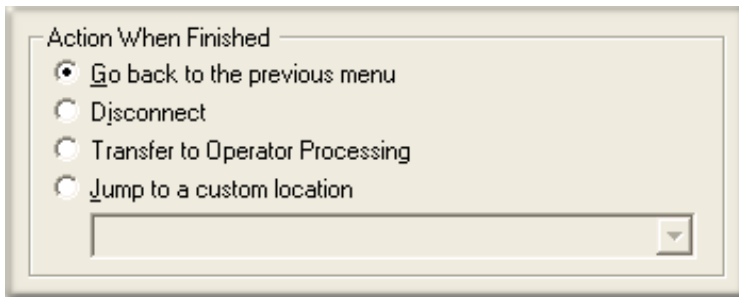 Action When Finished
Go back to the previous menu
Disconnect
Transfer to Operator Processing
Jump to a custom location